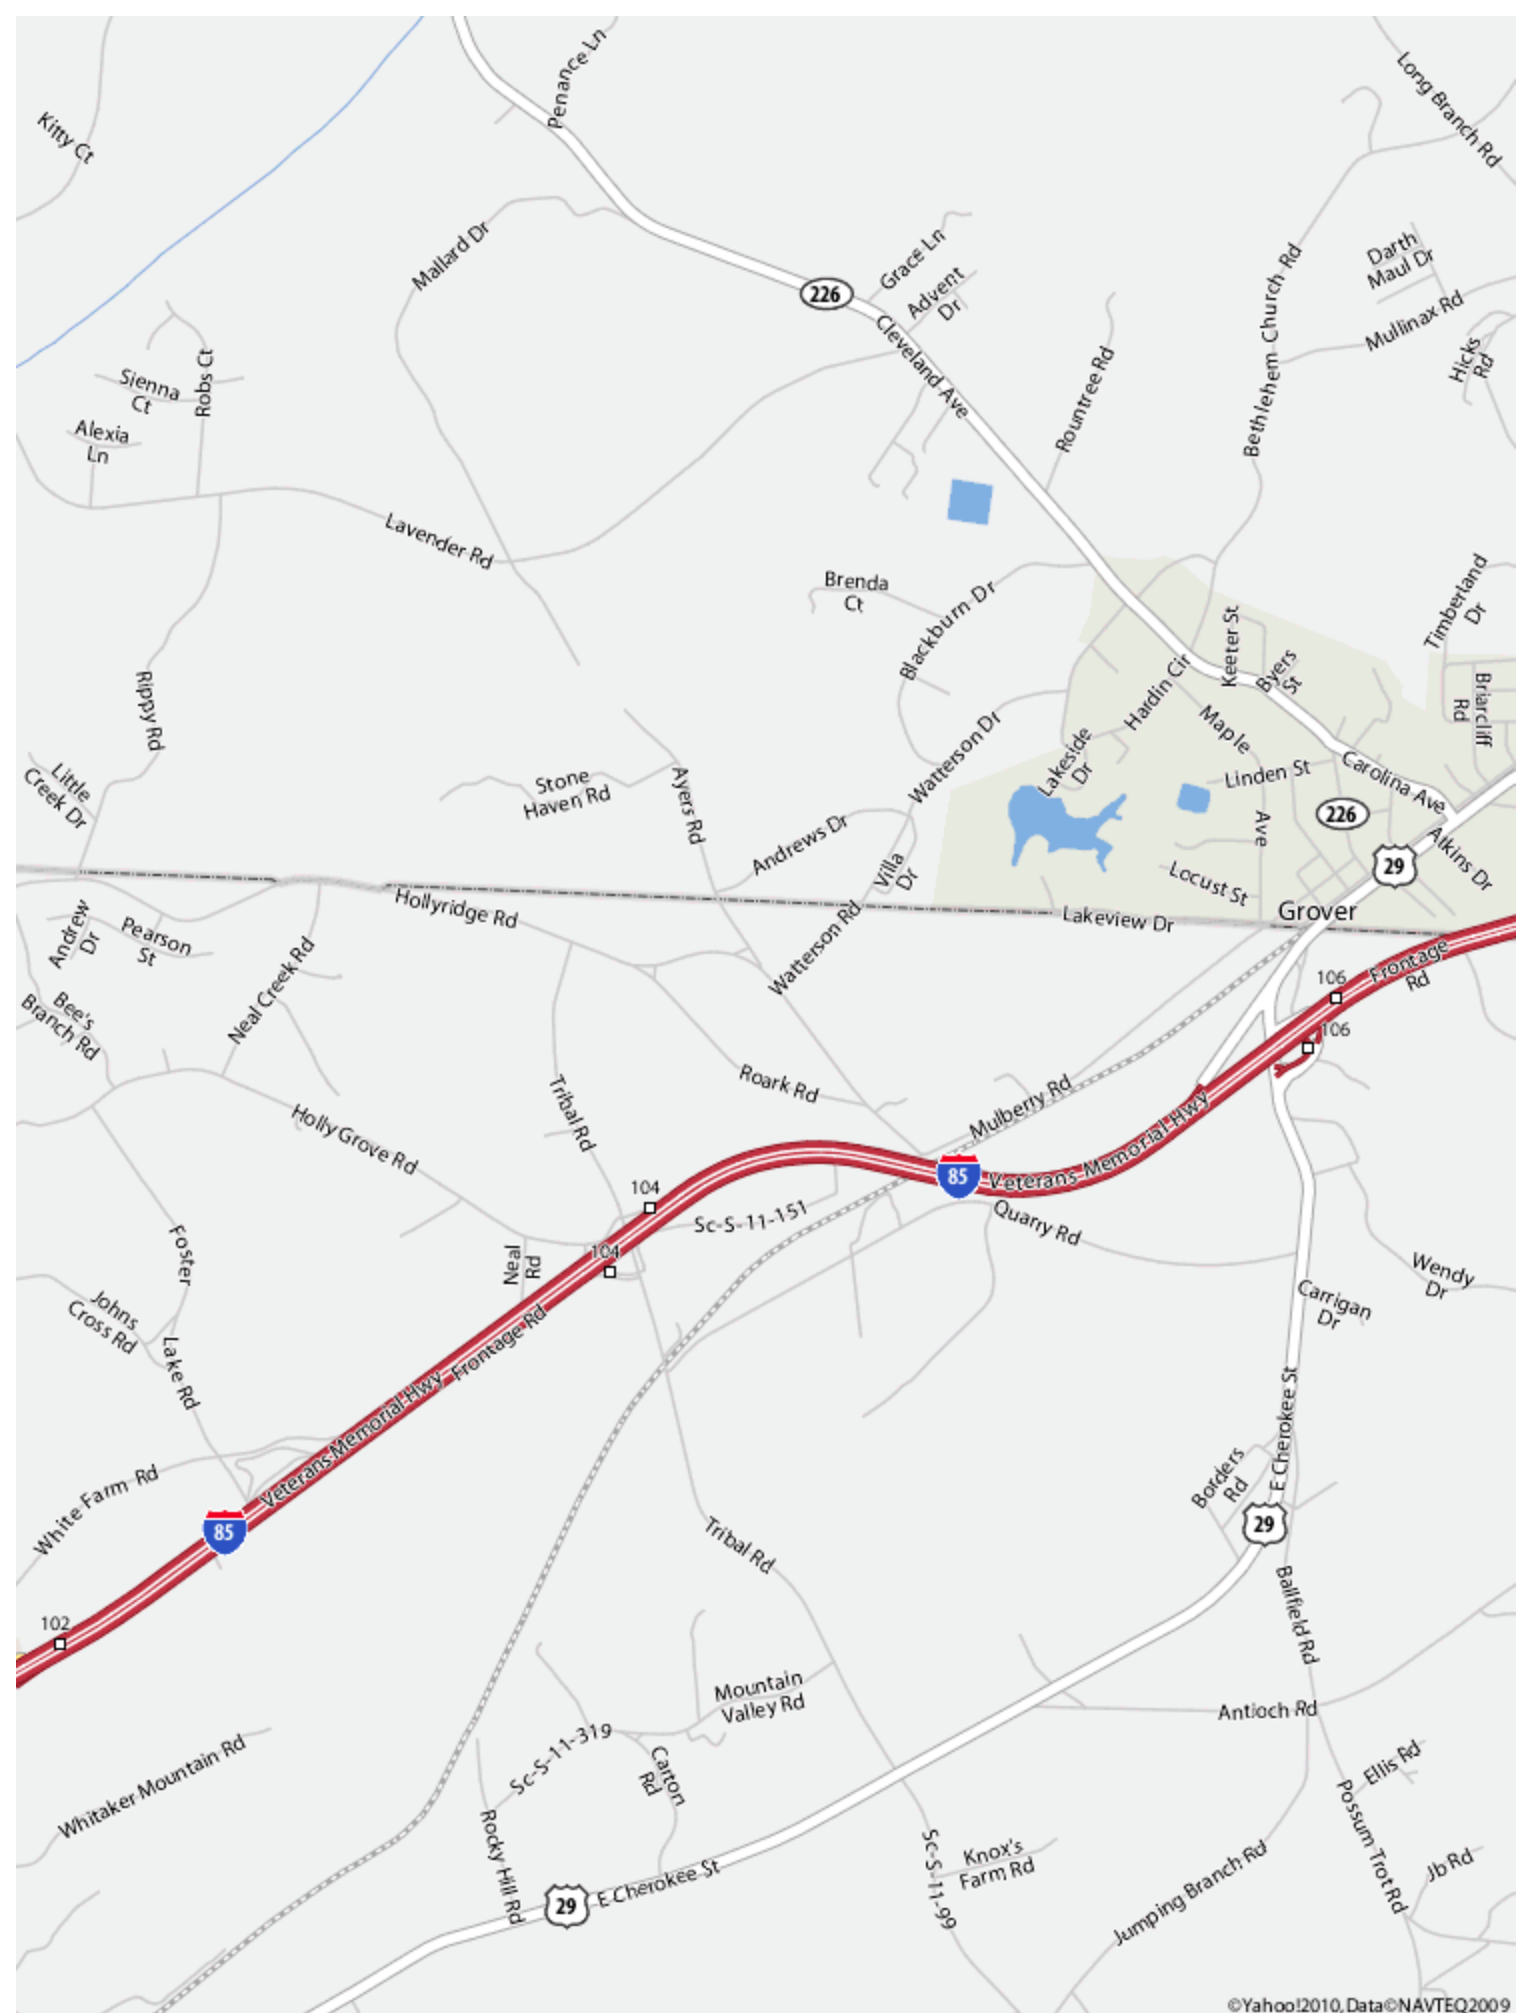 Penance Ln
Long Branch Rd
Kitty Ct
Mallard Dr
Grace Ln
Advent
Dr
226
Darth
Maul Dr
Bethlehem Church Rd
Mullinax Rd
Hicks
Rd
Cleveland Ave
Rountree Rd
Robs Ct
Sienna
Ct
Alexia
Ln
Lavender Rd
Brenda
Ct
Blackburn Dr
Timberland
Dr
Keeter St
Byers
St
Hardin Cir
Maple
Ave
Briarcliff
Rd
Rippy Rd
Watterson Dr
Lakeside
Dr
Linden St
Carolina Ave
226
Little
Creek Dr
Stone
Haven Rd
Ayers Rd
Andrews Dr
Villa
Dr
Atkins Dr
29
Locust St
Grover
Lakeview Dr
Hollyridge Rd
Watterson Rd
Andrew
Dr
Pearson
St
Neal Creek Rd
Frontage
Rd
106
106
Bee's
Branch Rd
Roark Rd
Mulberry Rd
Tribal Rd
Holly Grove Rd
Veterans Memorial Hwy
85
104
Sc-S-11-151
Quarry Rd
104
Neal
Rd
Foster
Lake Rd
Wendy
Dr
Carrigan
Dr
Johns
Cross Rd
Frontage Rd
Veterans Memorial Hwy
E Cherokee St
Borders
Rd
White Farm Rd
85
29
Tribal Rd
Ballfield Rd
102
Mountain
Valley Rd
Antioch Rd
Sc-S-11-319
Carton
Rd
Whitaker Mountain Rd
Ellis Rd
Possum Trot Rd
Rocky Hill Rd
Sc-S-11-99
Knox's
Farm Rd
Jb Rd
Jumping Branch Rd
29
E Cherokee St
©Yahoo!2010, Data©NAVTEQ2009